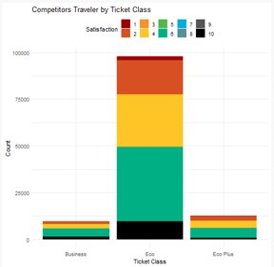 Competitors Traveler by Ticket Class
Satisfaction
1 3 5 7 9
2 4 6 8 10
100000
75000
50000
25000
0
Count
Business Eco Eco Plus
Ticket Class